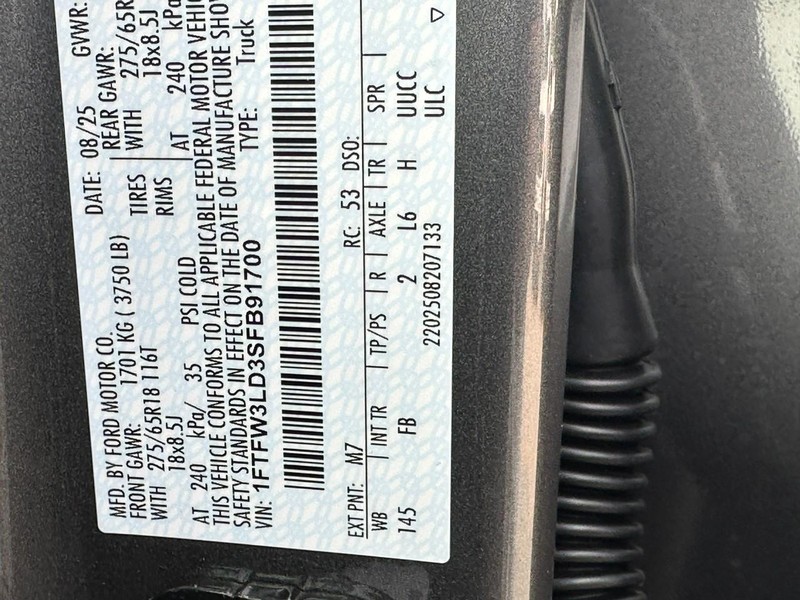 MFD. BY FORD MOTOR CO.
DATE: 08/25 GVWR:
FRONT GAWR: 1701 KG ( 3750 LB)
REAR GAWR:
WITH 275/65R18 116T TIRES WITH 275/65R
18x8.5J RIMS 18x8.5J
AT 240 kPa/ 35 PSI COLD AT 240 kPa
THIS VEHICLE CONFORMS TO ALL APPLICABLE FEDERAL MOTOR
SAFETY STANDARDS IN EFFECT ON THE DATE OF MANUFACTURE
VIN: 1FTFW3LD3SFB91700 TYPE: Truck
EXT PNT: M7 RC: 53 DSO:
WB INT TR TP/PS R AXLE TR SPR
145 FB 2 L6 H UUCC
2202508207133 ULC